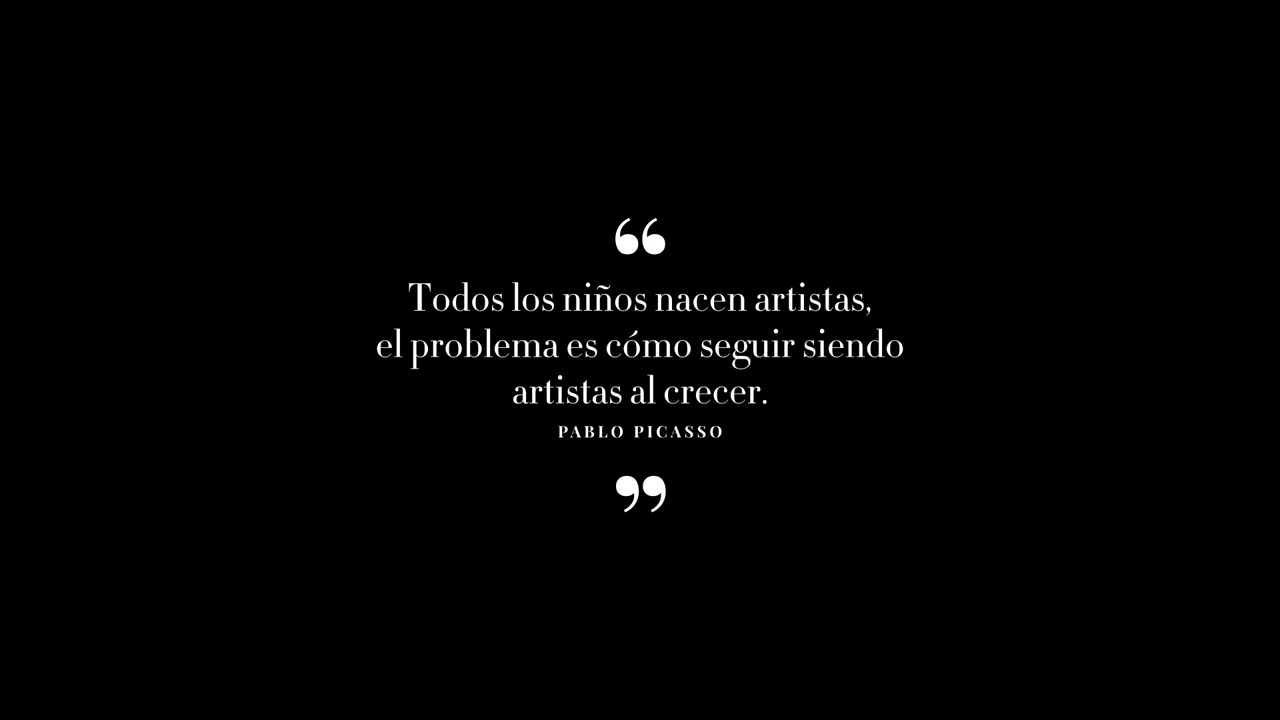 “
Todos los niños nacen artistas,
el problema es cómo seguir siendo
artistas al crecer.
PABLO PICASSO
”